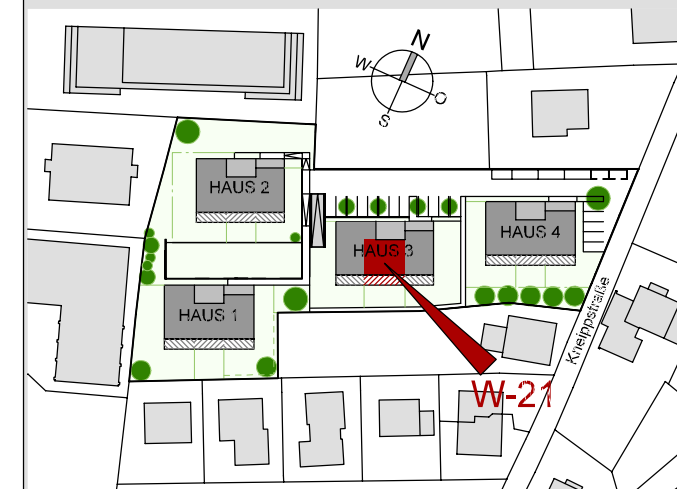 N
W
O
S
HAUS 2
HAUS 3
HAUS 4
HAUS 1
Kneippstraße
W-21